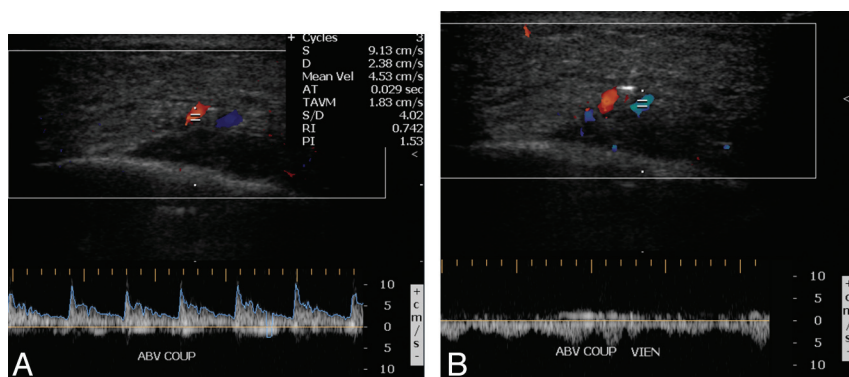 + Cycles 3
S 9.13 cm/s
D 2.38 cm/s
Mean Vel 4.53 cm/s
AT 0.029 sec
TAVM 1.83 cm/s
S/D 4.02
RI 0.742
PI 1.53
<
- 10
- 5
- 0
- 5
- 10
+
c
m
/
s
-
ABV COUP
A
<
- 10
- 5
- 0
- 5
- 10
+
c
m
/
s
-
ABV COUP VIEN
B